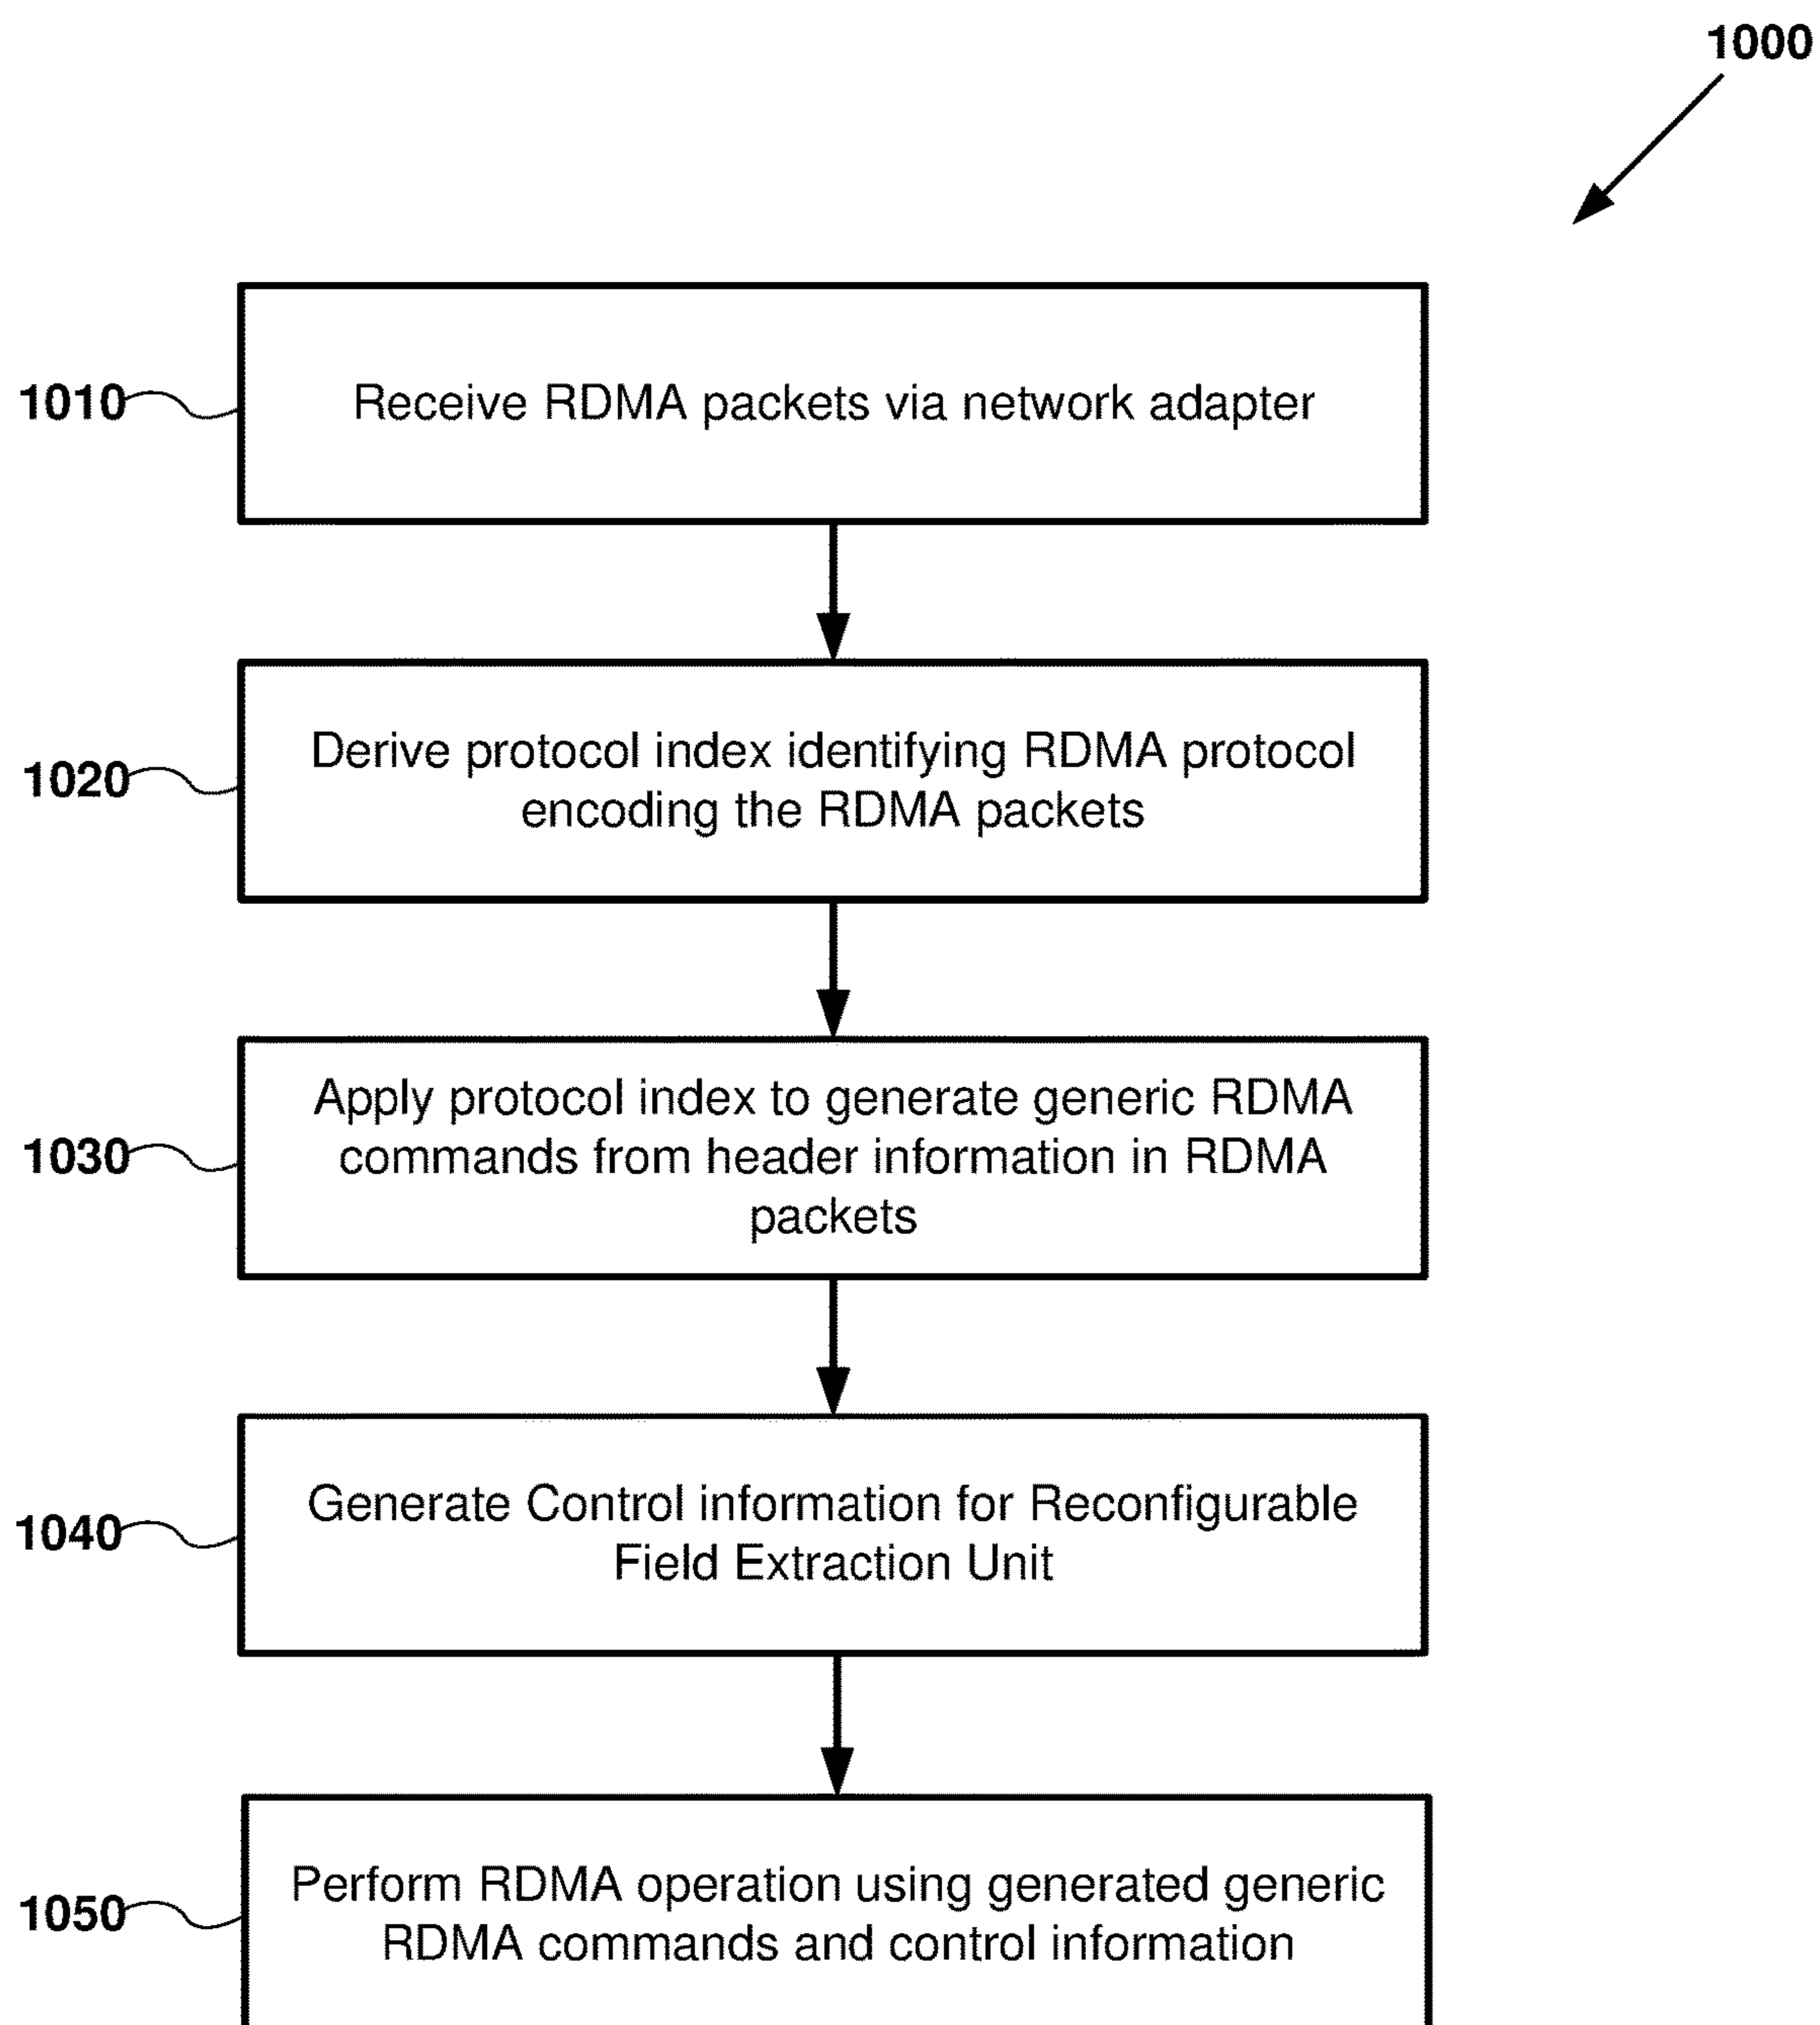 1000
1010
Receive RDMA packets via network adapter
1020
Derive protocol index identifying RDMA protocol
encoding the RDMA packets
1030
Apply protocol index to generate generic RDMA
commands from header information in RDMA
packets
1040
Generate Control information for Reconfigurable
Field Extraction Unit
1050
Perform RDMA operation using generated generic
RDMA commands and control information